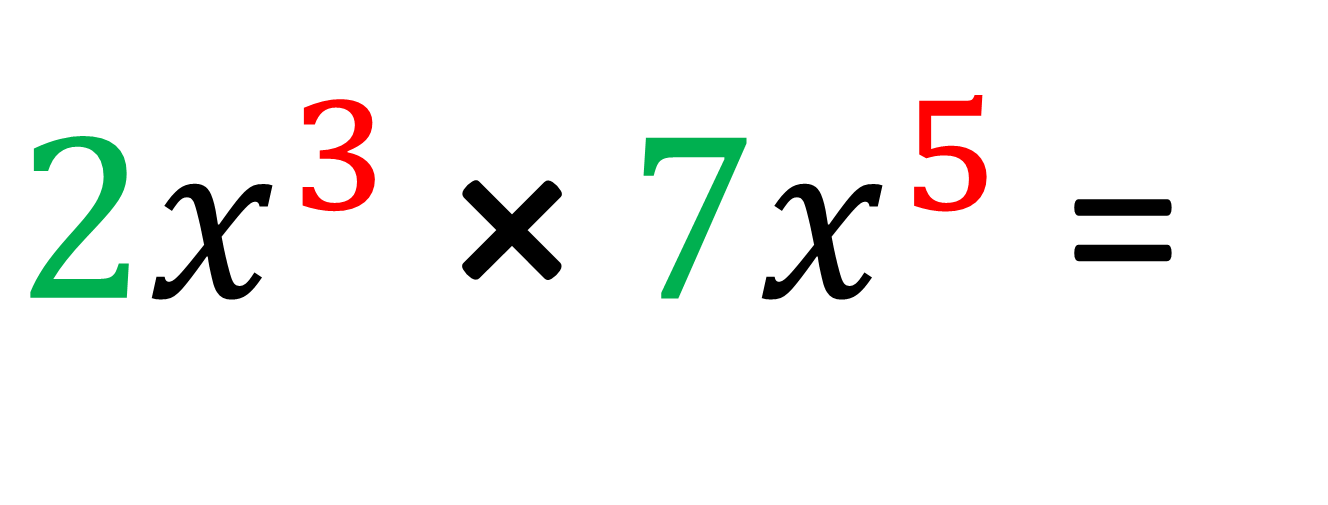 2x³ × 7x⁵ =